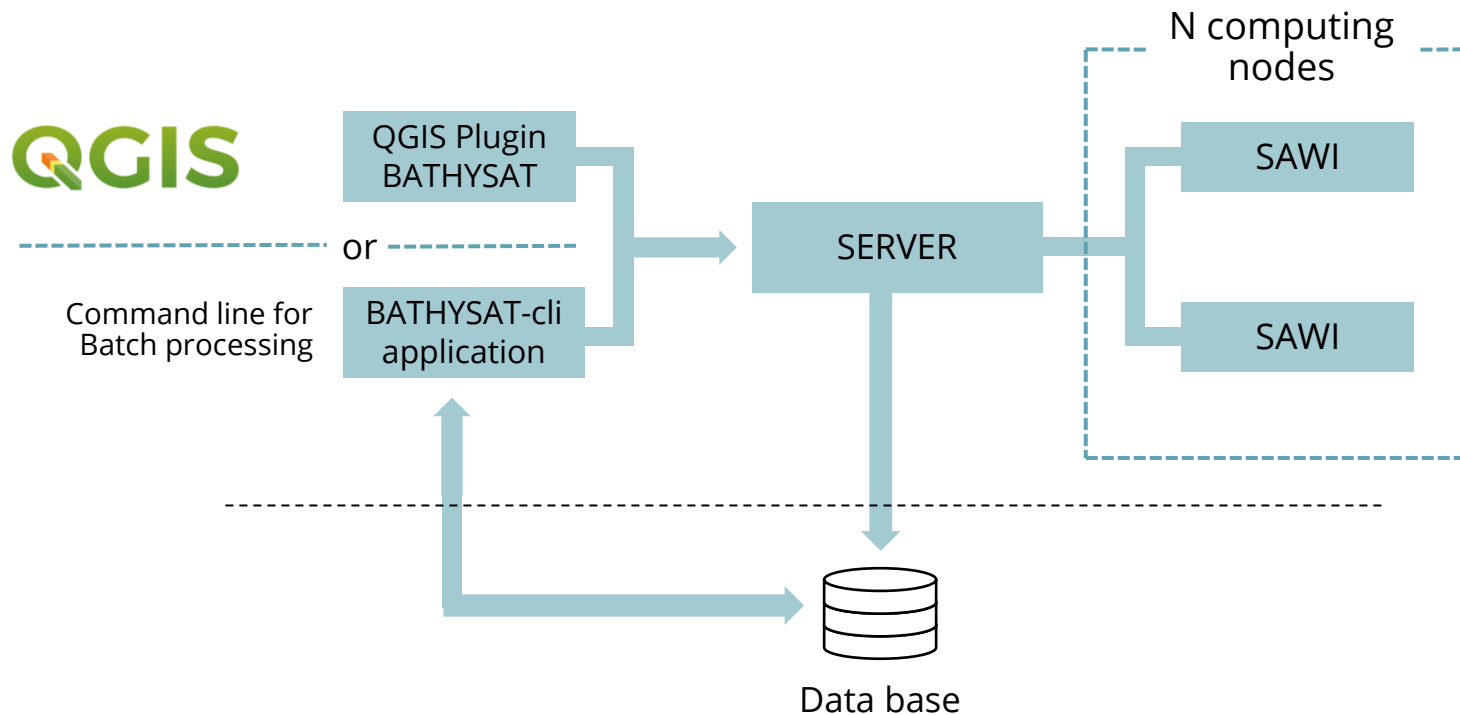 N computing
nodes
QGIS
QGIS Plugin
BATHYSAT
SAWI
or
SERVER
Command line for
Batch processing
BATHYSAT-cli
application
SAWI
Data base